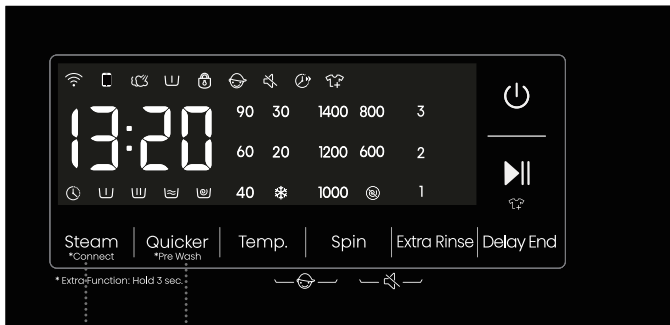 13:20
90 30 1400 800 3
60 20 1200 600 2
40 1000 1
Steam Quicker Temp. Spin Extra Rinse Delay End
*Connect *Pre Wash
* Extra Function: Hold 3 sec.